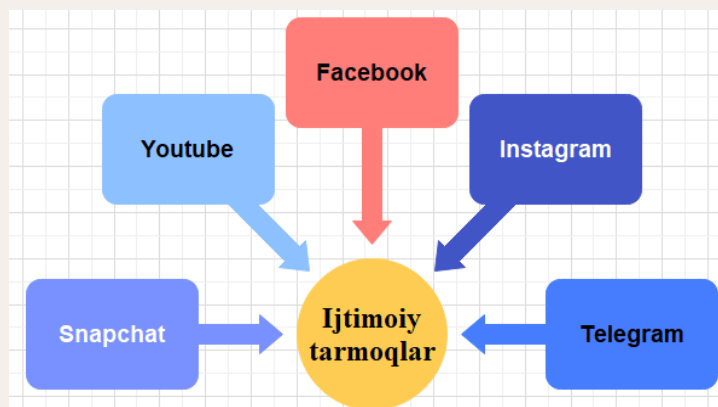 Facebook
Youtube
Instagram
Snapchat
Ijtimoiy
tarmoqlar
Telegram